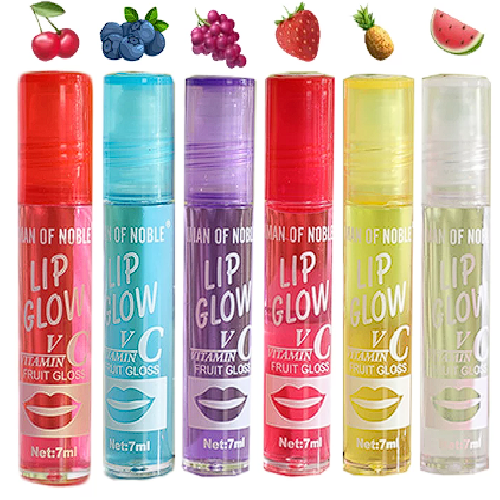 MAN OF NOBLE
LIP
GLOW
V C
VITAMIN
FRUIT GLOSS
Net:7ml
MAN OF NOBLE
LIP
GLOW
V C
VITAMIN
FRUIT GLOSS
Net:7ml
MAN OF NOBLE
LIP
GLOW
V C
VITAMIN
FRUIT GLOSS
Net:7ml
MAN OF NOBLE
LIP
GLOW
V C
VITAMIN
FRUIT GLOSS
Net:7ml
MAN OF NOBLE
LIP
GLOW
V C
VITAMIN
FRUIT GLOSS
Net:7ml
MAN OF NOBLE
LIP
GLOW
V C
VITAMIN
FRUIT GLOSS
Net:7ml